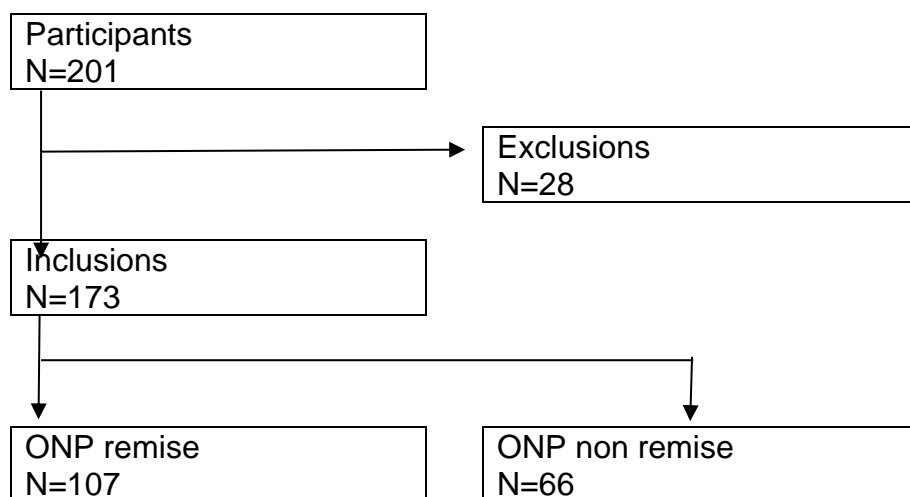 Participants
N=201
Exclusions
N=28
Inclusions
N=173
ONP remise
N=107
ONP non remise
N=66